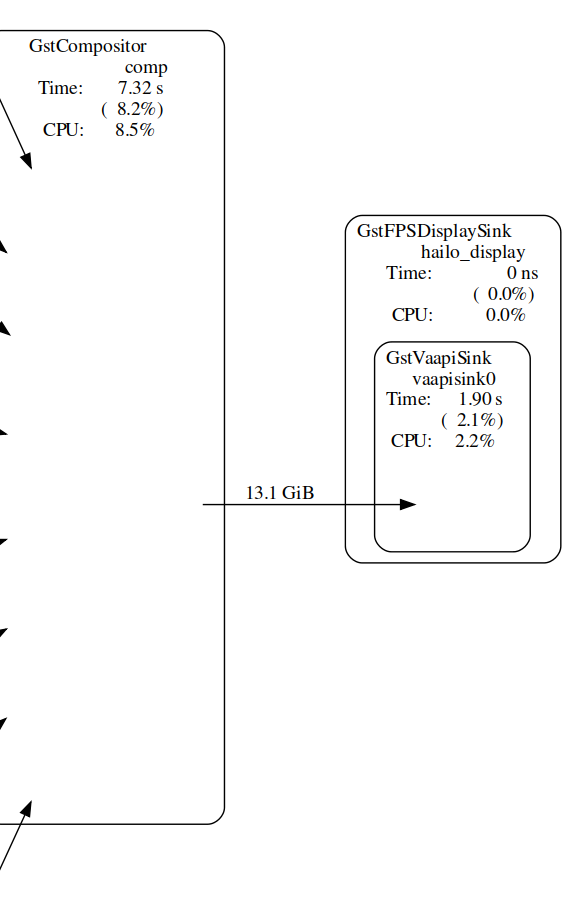 GstCompositor
comp
Time: 7.32 s
( 8.2%)
CPU: 8.5%
GstFPSDisplaySink
hailo_display
Time: 0 ns
( 0.0%)
CPU: 0.0%
GstVaapiSink
vaapisink0
Time: 1.90 s
( 2.1%)
CPU: 2.2%
13.1 GiB